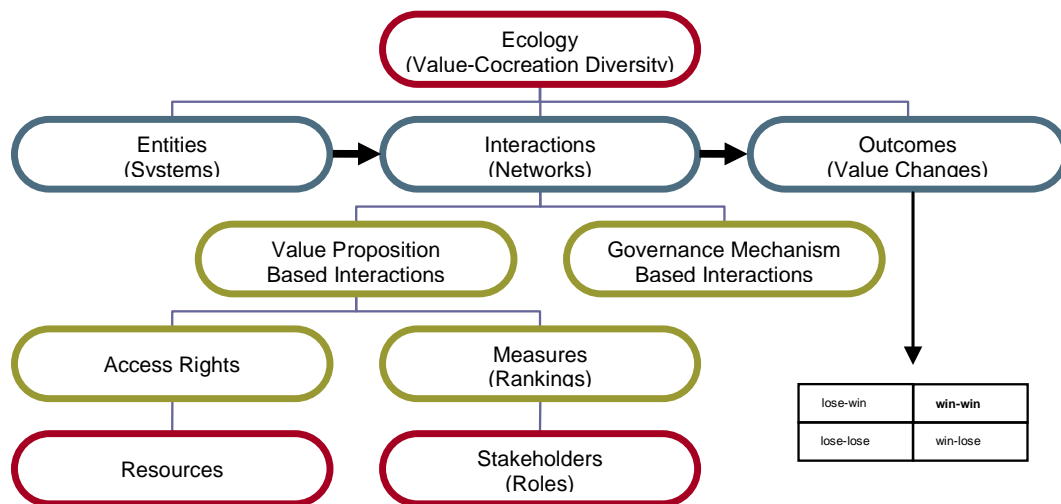 Ecology
(Value-Cocreation Diversity)
Entities
(Systems)
Interactions
(Networks)
Outcomes
(Value Changes)
Value Proposition
Based Interactions
Governance Mechanism
Based Interactions
Access Rights
Measures
(Rankings)
lose-win
win-win
lose-lose
win-lose
Resources
Stakeholders
(Roles)